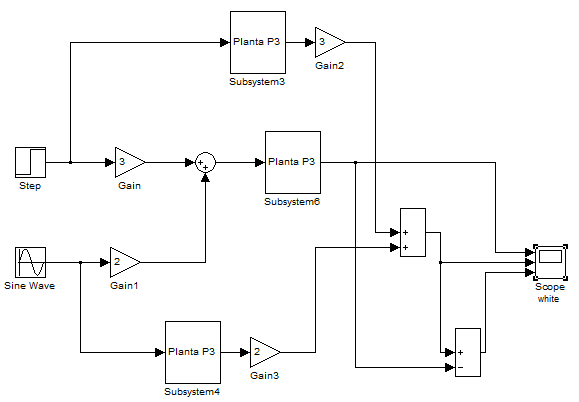 Planta P3
3
Subsystem3
Gain2
Step
3
Gain
+
+
Planta P3
Subsystem6
+
+
Scope
white
Sine Wave
2
Gain1
Planta P3
Subsystem4
2
Gain3
+
−